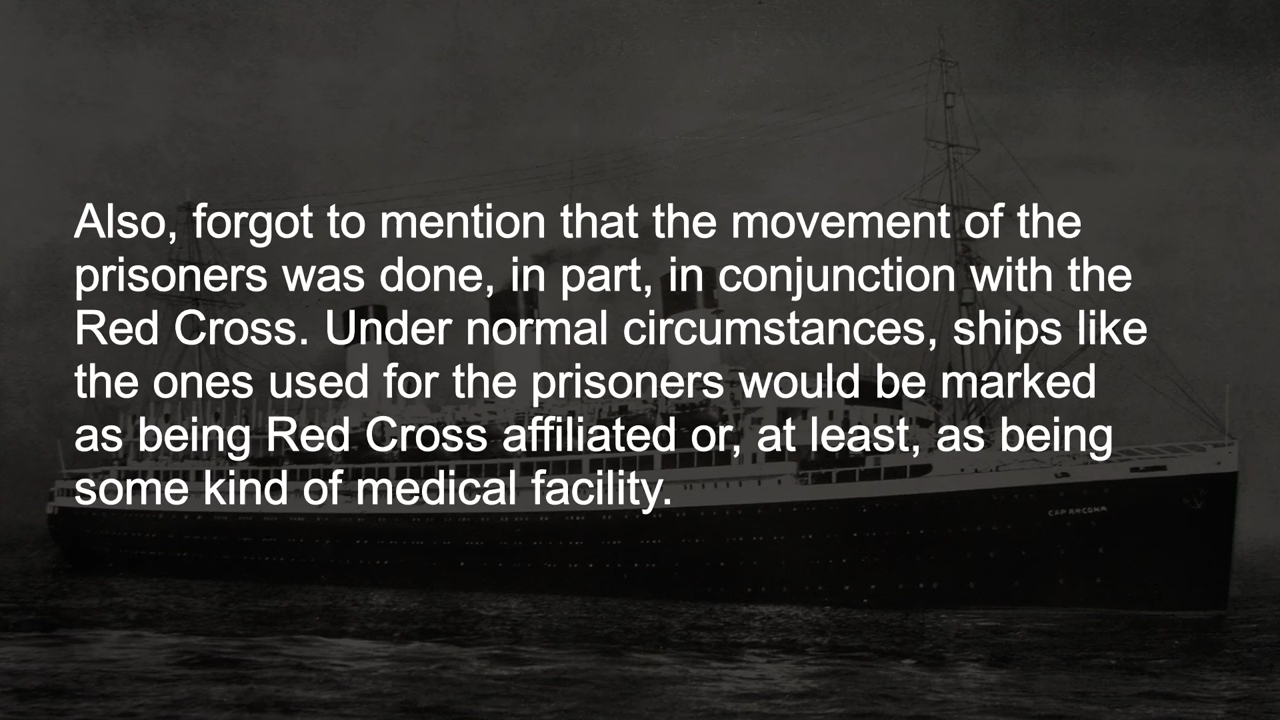 Also, forgot to mention that the movement of the
prisoners was done, in part, in conjunction with the
Red Cross. Under normal circumstances, ships like
the ones used for the prisoners would be marked
as being Red Cross affiliated or, at least, as being
some kind of medical facility.
CAP ARCONA